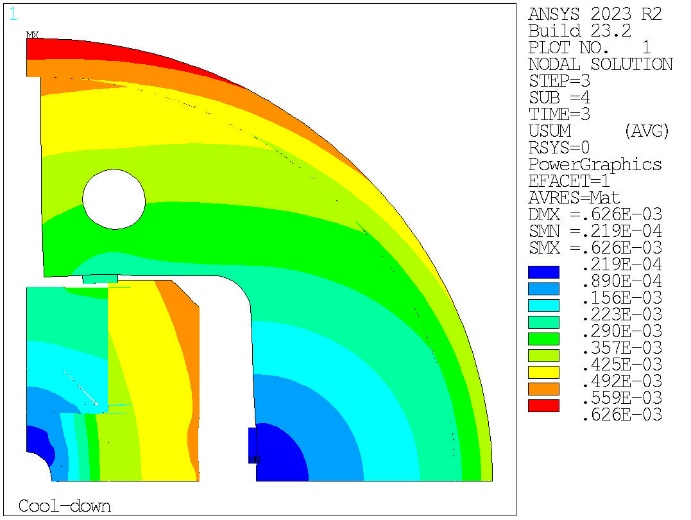 1
MX
ANSYS 2023 R2
Build 23.2
PLOT NO. 1
NODAL SOLUTION
STEP=3
SUB =4
TIME=3
USUM (AVG)
RSYS=0
PowerGraphics
EFACET=1
AVRES=Mat
DMX =.626E-03
SMN =.219E-04
SMX =.626E-03
.219E-04
.890E-04
.156E-03
.223E-03
.290E-03
.357E-03
.425E-03
.492E-03
.559E-03
.626E-03
Cool-down